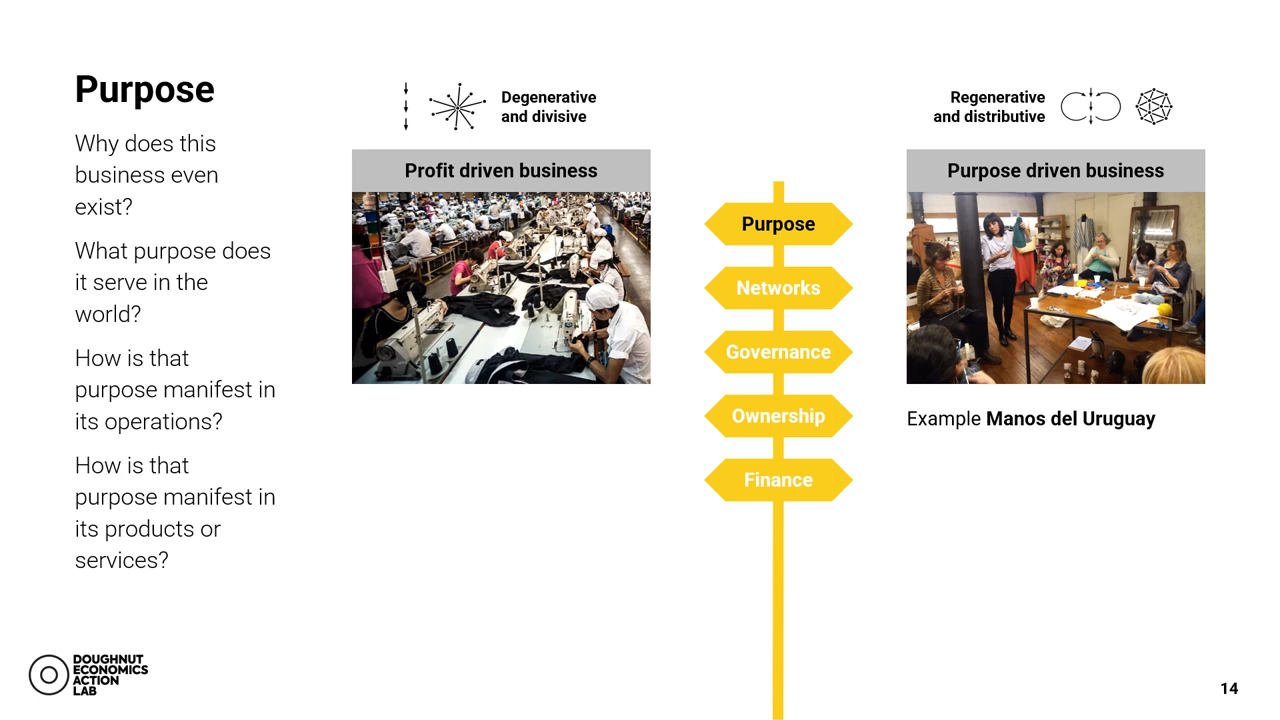 Purpose
Why does this
business even
exist?
What purpose does
it serve in the
world?
How is that
purpose manifest in
its operations?
How is that
purpose manifest in
its products or
services?
Degenerative
and divisive
Profit driven business
Purpose
Networks
Governance
Ownership
Finance
Regenerative
and distributive
Purpose driven business
Example Manos del Uruguay
DOUGHNUT
ECONOMICS
ACTION
LAB
14